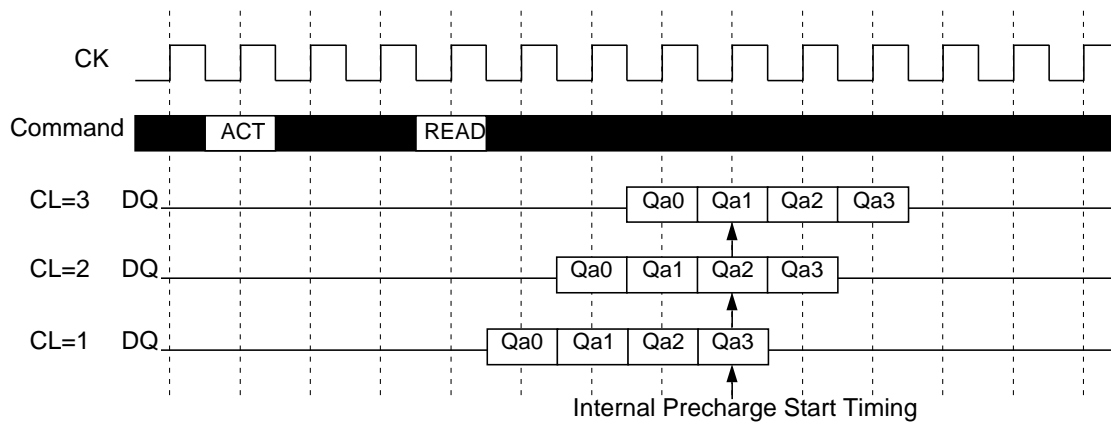 CK
Command ACT READ
CL=3 DQ Qa0 Qa1 Qa2 Qa3
CL=2 DQ Qa0 Qa1 Qa2 Qa3
CL=1 DQ Qa0 Qa1 Qa2 Qa3
Internal Precharge Start Timing